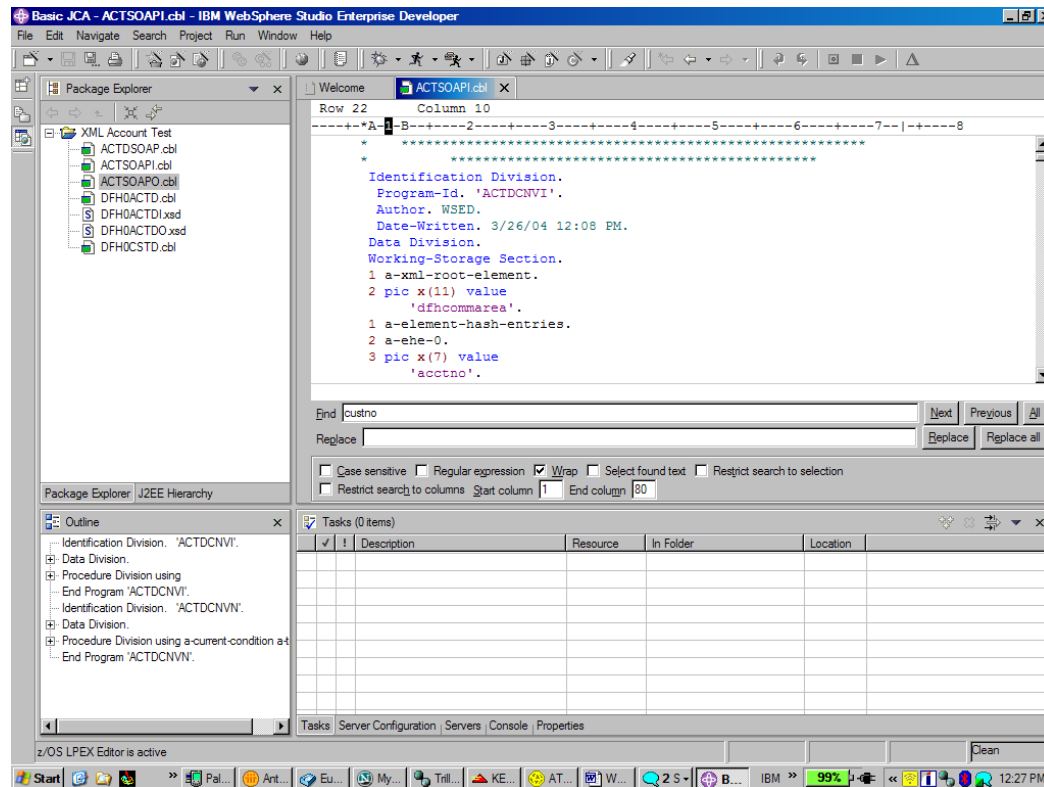 Basic JCA - ACTSOAPI.cbl - IBM WebSphere Studio Enterprise Developer
File Edit Navigate Search Project Run Window Help
Package Explorer
XML Account Test
ACTDSOAP.cbl
ACTSOAPI.cbl
ACTSOAPO.cbl
DFH0ACTD.cbl
DFH0ACTDI.xsd
DFH0ACTDO.xsd
DFH0CSTD.cbl
Package Explorer J2EE Hierarchy
Welcome ACTSOAPI.cbl
Row 22 Column 10
----+-*A-1-B--+----2----+----3----+----4----+----5----+----6----+----7--|-+----8
* ********************************************************
* *********************************************
Identification Division.
Program-Id. 'ACTDCNVI'.
Author. WSED.
Date-Written. 3/26/04 12:08 PM.
Data Division.
Working-Storage Section.
1 a-xml-root-element.
2 pic x(11) value
'dfhcommarea'.
1 a-element-hash-entries.
2 a-ehe-0.
3 pic x(7) value
'acctno'.
Find custno Next Previous All
Replace Replace Replace all
Case sensitive Regular expression Wrap Select found text Restrict search to selection
Restrict search to columns Start column 1 End column 80
Outline
Identification Division. 'ACTDCNVI'.
Data Division.
Procedure Division using
End Program 'ACTDCNVI'.
Identification Division. 'ACTDCNVN'.
Data Division.
Procedure Division using a-current-condition a-t
End Program 'ACTDCNVN'.
Tasks (0 items)
! Description Resource In Folder Location
Tasks Server Configuration Servers Console Properties
z/OS LPEX Editor is active
Clean
Start » Pal... Ant... Eu... My... Trill... KE... AT... W... 2 S B... IBM » 99% « 12:27 PM